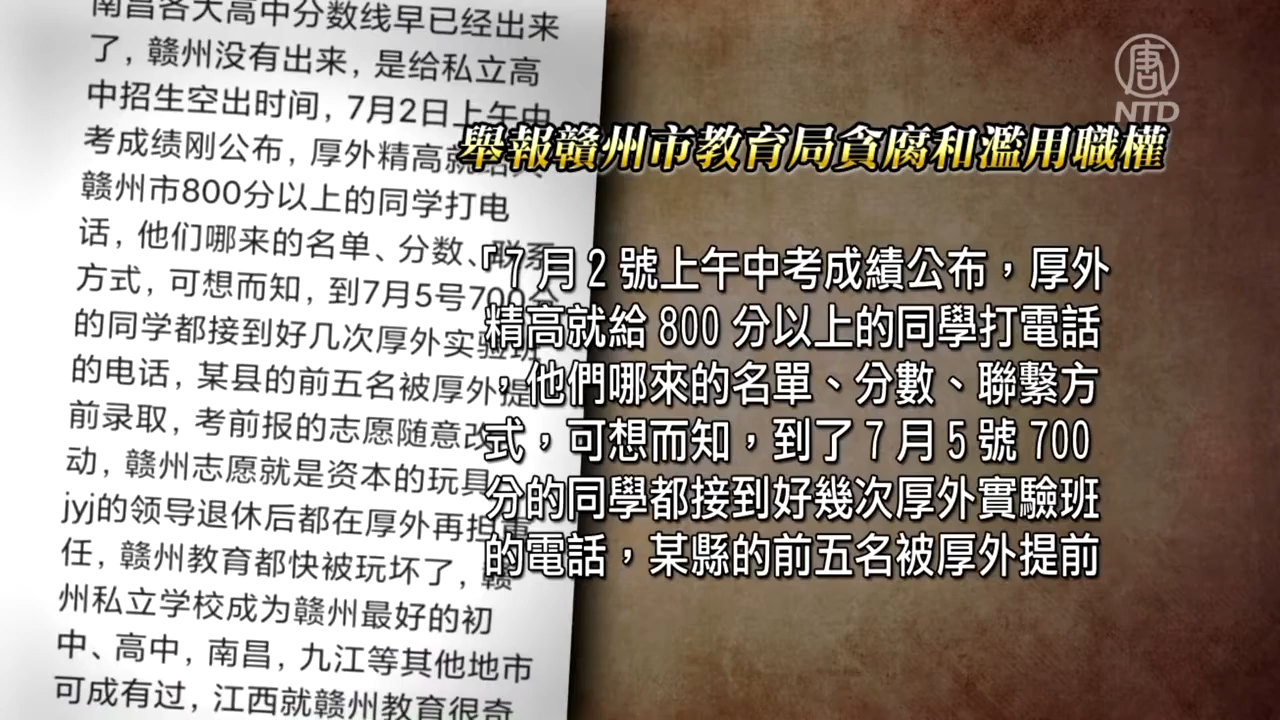 南昌各大高中分数线早已经出来
了，赣州没有出来，是给私立高
中招生空出时间，7月2日上午中
考成绩刚公布，厚外精高就给
赣州市800分以上的同学打电
话，他们哪来的名单、分数、联系
方式，可想而知，到7月5号700分
的同学都接到好几次厚外实验班
的电话，某县的前五名被厚外提
前录取，考前报的志愿随意改
动，赣州志愿就是资本的玩具
jyj的领导退休后都在厚外再担重
任，赣州教育都快被玩坏了，赣
州私立学校成为赣州最好的初
中、高中，南昌，九江等其他地市
可成有过，江西就赣州教育很奇
唐
NTD
舉報贛州市教育局貪腐和濫用職權
「7月2號上午中考成績公布，厚外
精高就給800分以上的同學打電話
，他們哪來的名單、分數、聯繫方
式，可想而知，到了7月5號700
分的同學都接到好幾次厚外實驗班
的電話，某縣的前五名被厚外提前